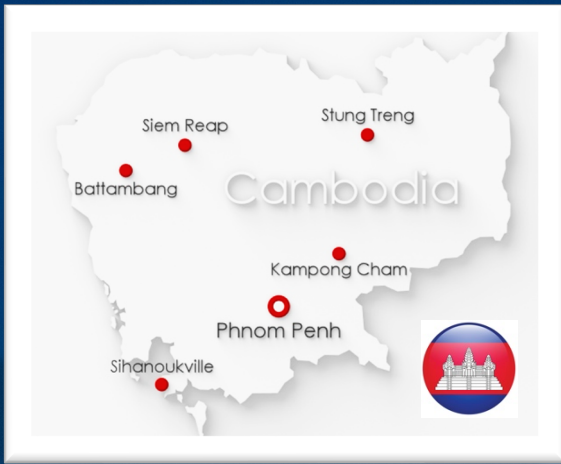 Stung Treng
Siem Reap
Battambang
Cambodia
Kampong Cham
Phnom Penh
Sihanoukville